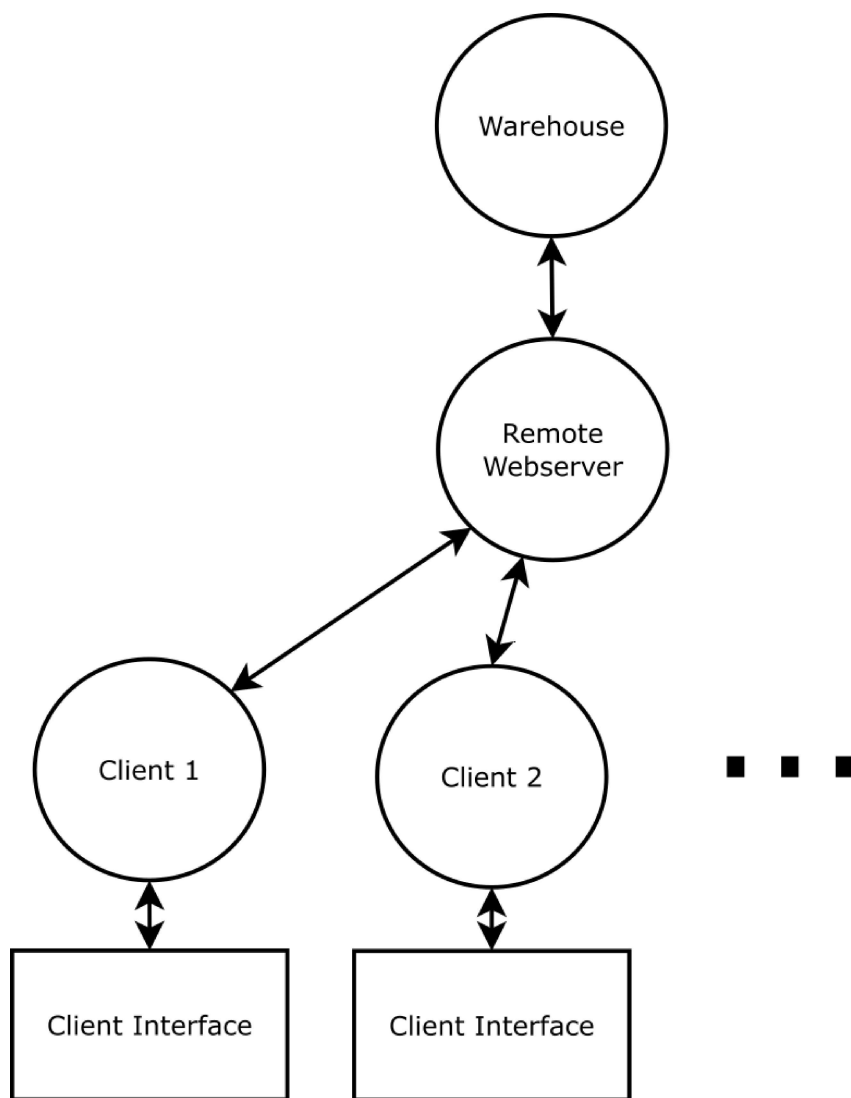 Warehouse
Remote
Webserver
Client 1
Client 2
Client Interface
Client Interface